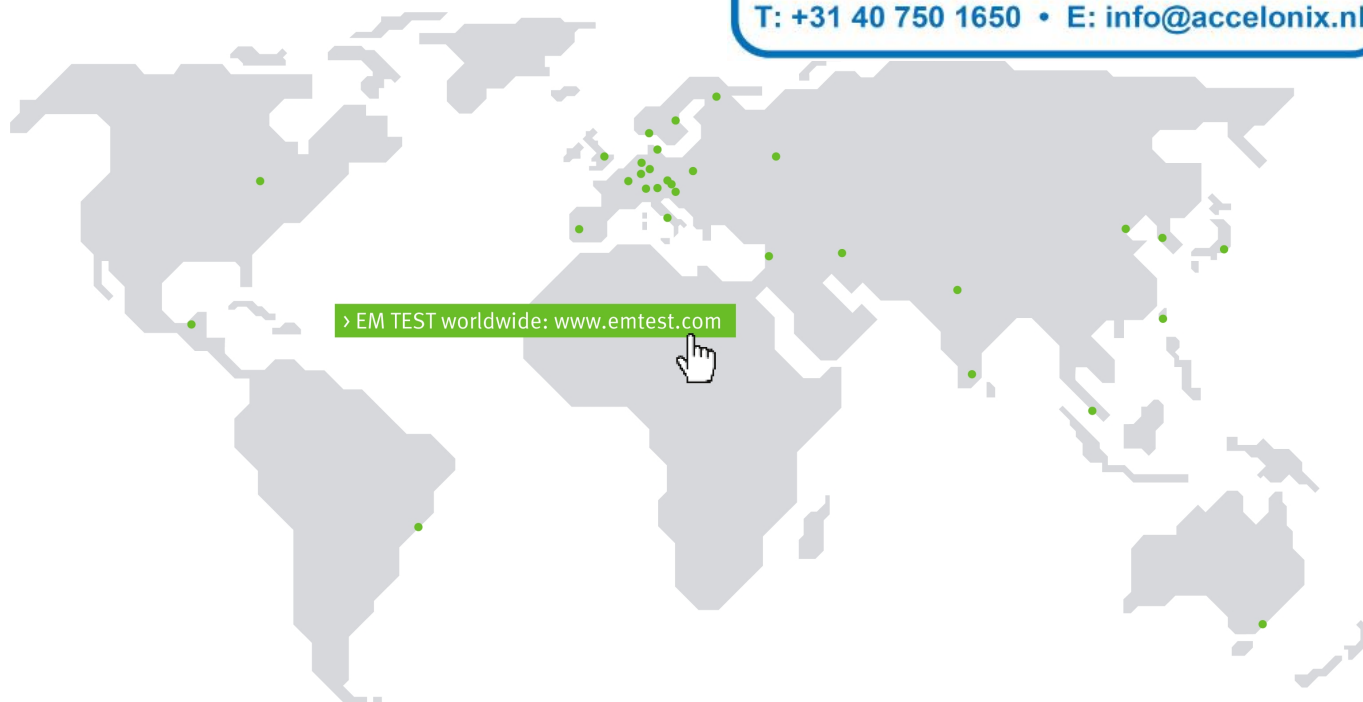 T: +31 40 750 1650 • E: info@accelonix.nl
> EM TEST worldwide: www.emtest.com